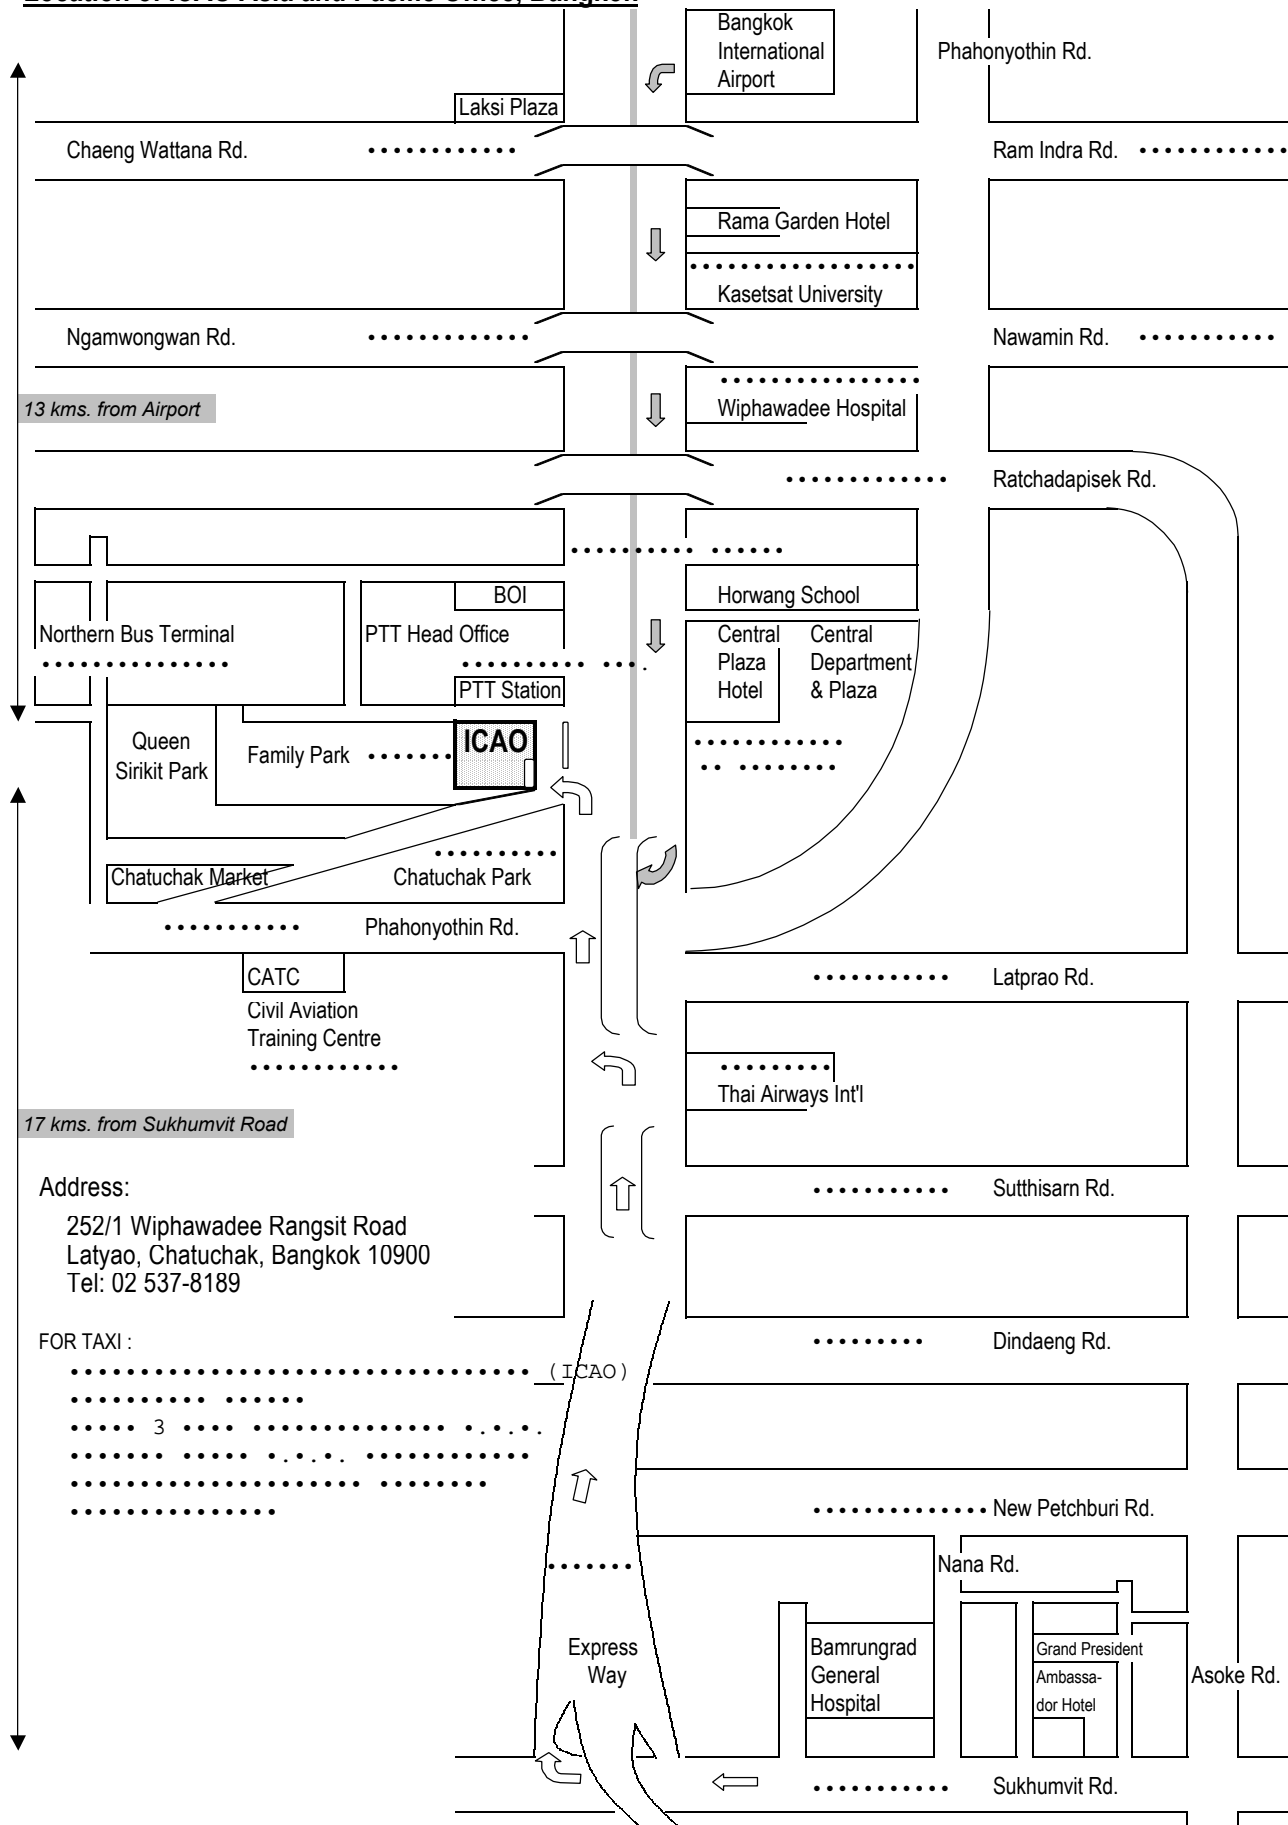 Location of ICAO Asia and Pacific Office, Bangkok
Bangkok
International
Airport
Phahonyothin Rd.
Laksi Plaza
Chaeng Wattana Rd.
Ram Indra Rd.
Rama Garden Hotel
Kasetsat University
Ngamwongwan Rd.
Nawamin Rd.
13 kms. from Airport
Wiphawadee Hospital
Ratchadapisek Rd.
BOI
Horwang School
Northern Bus Terminal
PTT Head Office
Central
Plaza
Hotel
Central
Department
& Plaza
PTT Station
Queen
Sirikit Park
Family Park
ICAO
Chatuchak Market
Chatuchak Park
Phahonyothin Rd.
CATC
Civil Aviation
Training Centre
Latprao Rd.
Thai Airways Int'l
17 kms. from Sukhumvit Road
Address:
252/1 Wiphawadee Rangsit Road
Latyao, Chatuchak, Bangkok 10900
Tel: 02 537-8189
Sutthisarn Rd.
FOR TAXI :
(ICAO)
3
Dindaeng Rd.
New Petchburi Rd.
Nana Rd.
Express
Way
Bamrungrad
General
Hospital
Grand President
Ambassa-
dor Hotel
Asoke Rd.
Sukhumvit Rd.